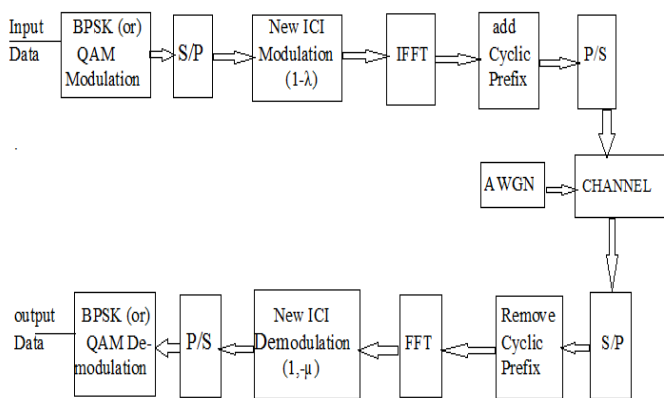 Input
Data
BPSK (or)
QAM
Modulation
S/P
New ICI
Modulation
(1-λ)
IFFT
add
Cyclic
Prefix
P/S
AWGN
CHANNEL
output
Data
BPSK (or)
QAM De-
modulation
P/S
New ICI
Demodulation
(1,-μ)
FFT
Remove
Cyclic
Prefix
S/P